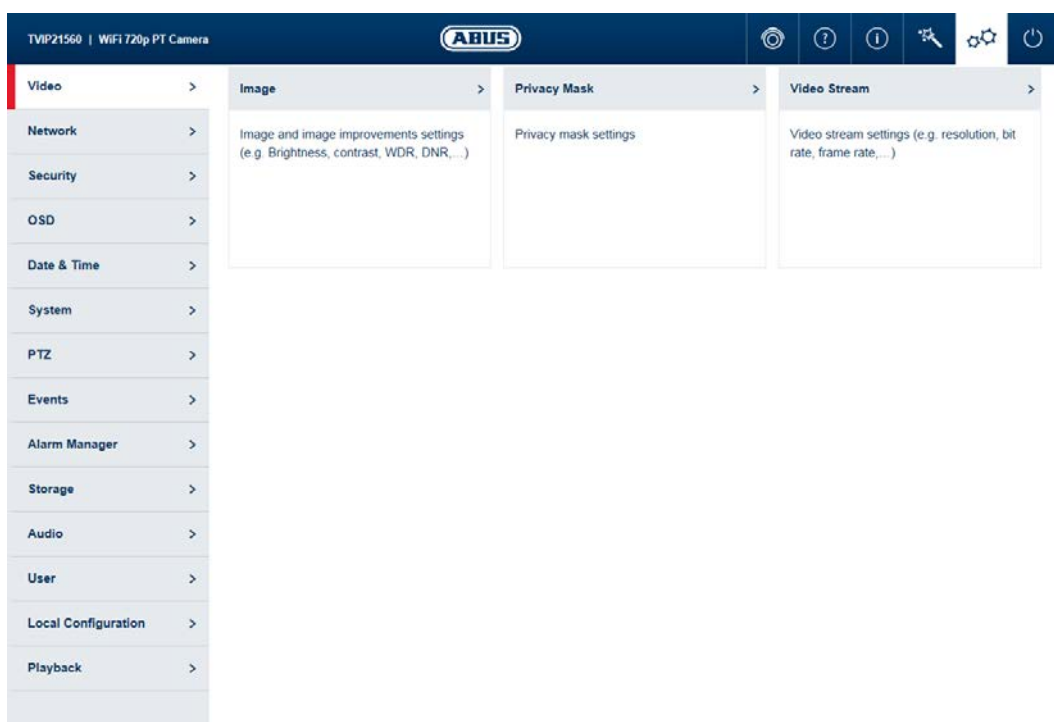 TVIP21560 | WiFi 720p PT Camera
ABUS
Video >
Network >
Security >
OSD >
Date & Time >
System >
PTZ >
Events >
Alarm Manager >
Storage >
Audio >
User >
Local Configuration >
Playback >
Image >
Image and image improvements settings
(e.g. Brightness, contrast, WDR, DNR,...)
Privacy Mask >
Privacy mask settings
Video Stream >
Video stream settings (e.g. resolution, bit
rate, frame rate,...)